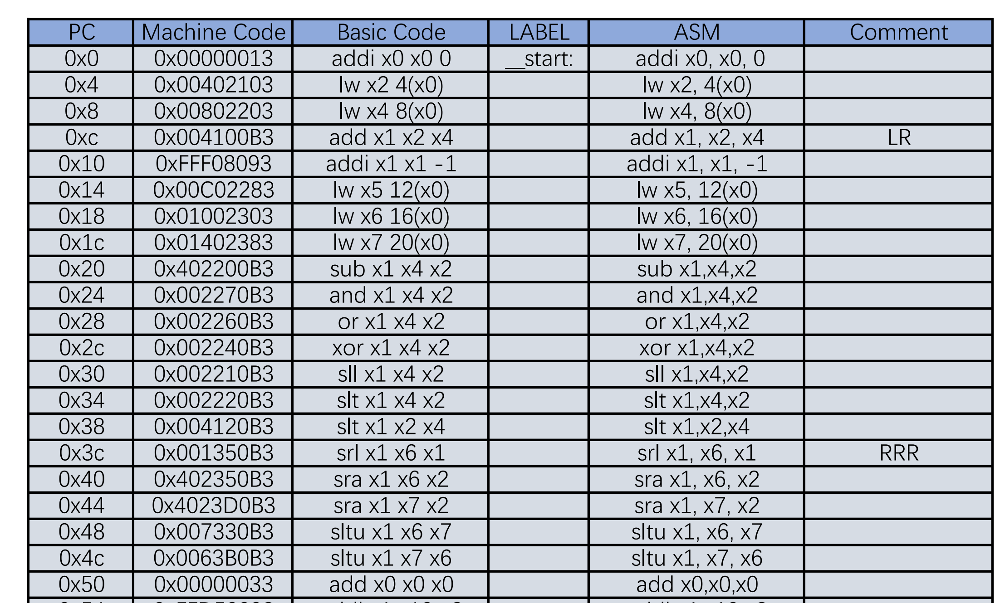 PC Machine Code Basic Code LABEL ASM Comment
0x0 0x00000013 addi x0 x0 0 __start: addi x0, x0, 0
0x4 0x00402103 lw x2 4(x0) lw x2, 4(x0)
0x8 0x00802203 lw x4 8(x0) lw x4, 8(x0)
0xc 0x004100B3 add x1 x2 x4 add x1, x2, x4 LR
0x10 0xFFF08093 addi x1 x1 -1 addi x1, x1, -1
0x14 0x00C02283 lw x5 12(x0) lw x5, 12(x0)
0x18 0x01002303 lw x6 16(x0) lw x6, 16(x0)
0x1c 0x01402383 lw x7 20(x0) lw x7, 20(x0)
0x20 0x402200B3 sub x1 x4 x2 sub x1,x4,x2
0x24 0x002270B3 and x1 x4 x2 and x1,x4,x2
0x28 0x002260B3 or x1 x4 x2 or x1,x4,x2
0x2c 0x002240B3 xor x1 x4 x2 xor x1,x4,x2
0x30 0x002210B3 sll x1 x4 x2 sll x1,x4,x2
0x34 0x002220B3 slt x1 x4 x2 slt x1,x4,x2
0x38 0x004120B3 slt x1 x2 x4 slt x1,x2,x4
0x3c 0x001350B3 srl x1 x6 x1 srl x1, x6, x1 RRR
0x40 0x402350B3 sra x1 x6 x2 sra x1, x6, x2
0x44 0x4023D0B3 sra x1 x7 x2 sra x1, x7, x2
0x48 0x007330B3 sltu x1 x6 x7 sltu x1, x6, x7
0x4c 0x0063B0B3 sltu x1 x7 x6 sltu x1, x7, x6
0x50 0x00000033 add x0 x0 x0 add x0,x0,x0